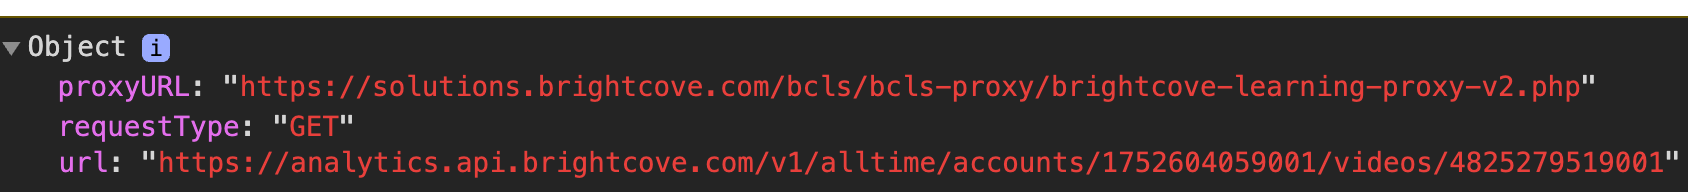 Object i
proxyURL: "https://solutions.brightcove.com/bcls/bcls-proxy/brightcove-learning-proxy-v2.php"
requestType: "GET"
url: "https://analytics.api.brightcove.com/v1/alltime/accounts/1752604059001/videos/4825279519001"